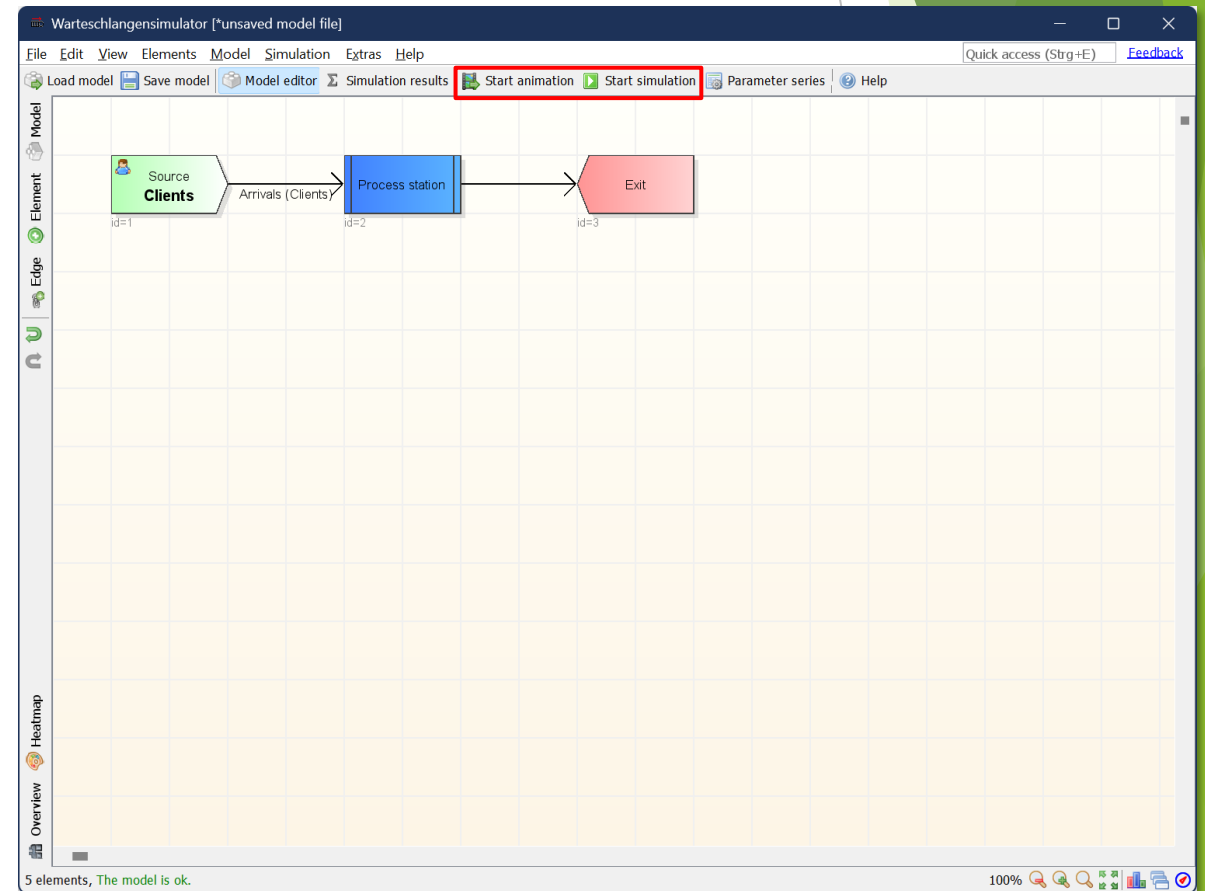 Warteschlangensimulator [*unsaved model file]
File Edit View Elements Model Simulation Extras Help Quick access (Strg+E) Feedback
Load model Save model Model editor Σ Simulation results Start animation Start simulation Parameter series Help
Model
Element
Edge
Source
Clients
id=1
Arrivals (Clients)
Process station
id=2
Exit
id=3
Heatmap
Overview
5 elements, The model is ok. 100%